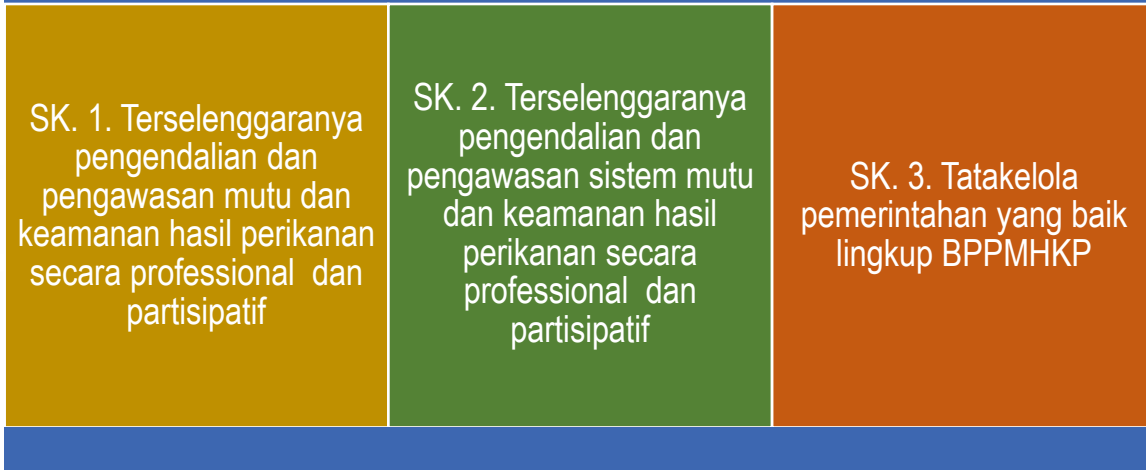 SK. 1. Terselenggaranya
pengendalian dan
pengawasan mutu dan
keamanan hasil perikanan
secara professional dan
partisipatif
SK. 2. Terselenggaranya
pengendalian dan
pengawasan sistem mutu
dan keamanan hasil
perikanan secara
professional dan
partisipatif
SK. 3. Tatakelola
pemerintahan yang baik
lingkup BPPMHKP